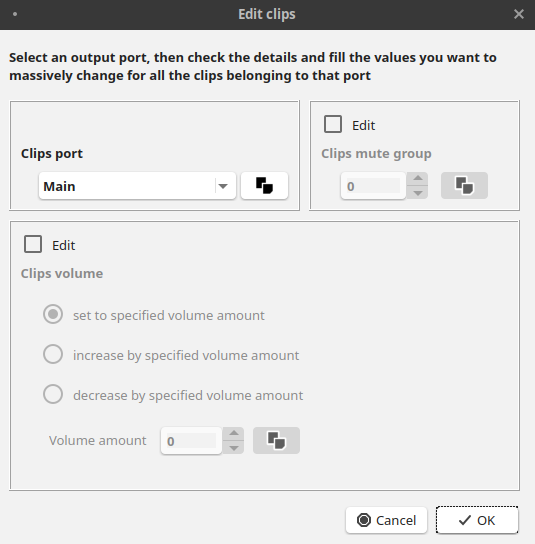 Edit clips
Select an output port, then check the details and fill the values you want to
massively change for all the clips belonging to that port
Clips port
Main
Edit
Clips mute group
0
Edit
Clips volume
set to specified volume amount
increase by specified volume amount
decrease by specified volume amount
Volume amount 0
Cancel OK